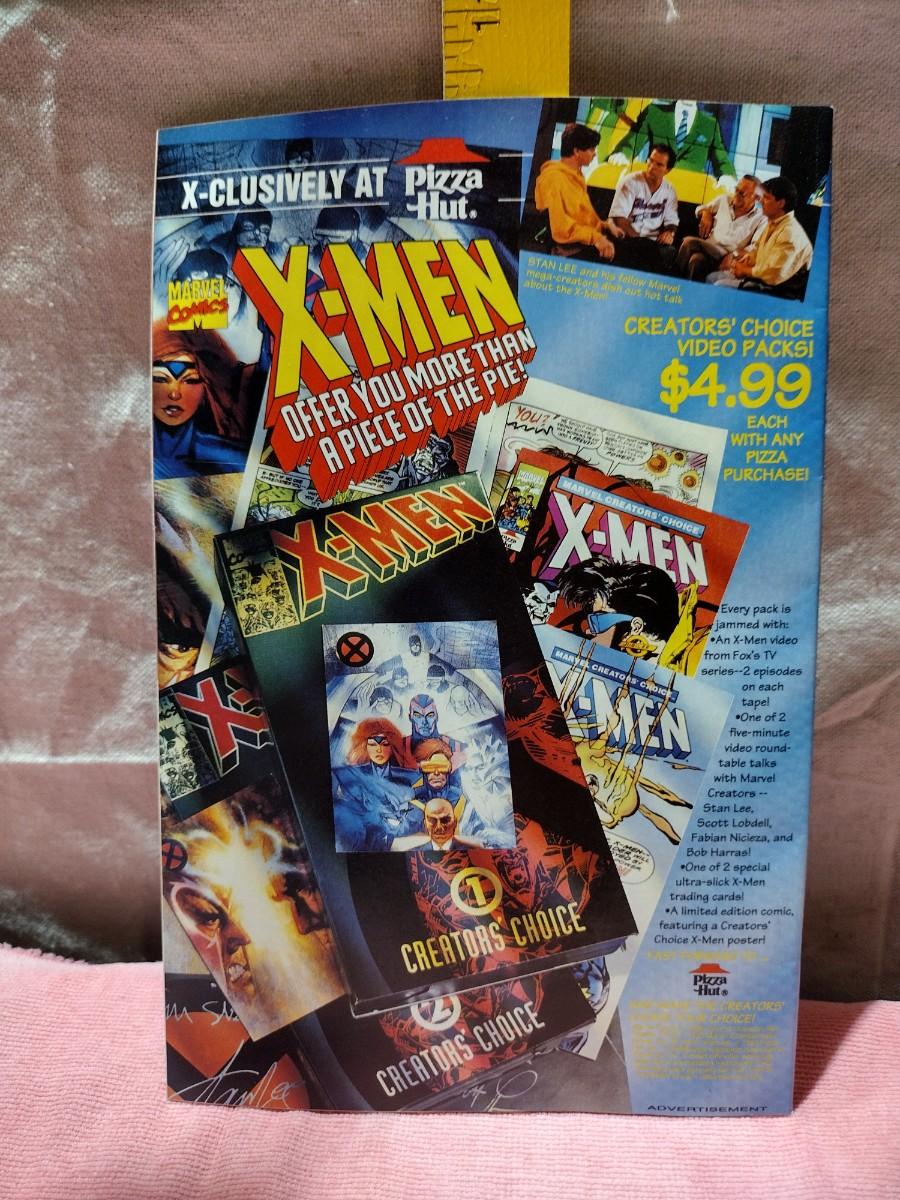 X-CLUSIVELY AT Pizza Hut®
MARVEL COMICS
X-MEN
OFFER YOU MORE THAN
A PIECE OF THE PIE!
STAN LEE and his fellow Marvel
mega-creators dish out hot talk
about the X-Men!
CREATORS' CHOICE
VIDEO PACKS!
$4.99
EACH
WITH ANY
PIZZA
PURCHASE!
YOU?
X-MEN
MARVEL CREATORS' CHOICE
X-MEN
MARVEL CREATORS' CHOICE
X-MEN
X-
1
CREATORS' CHOICE
2
CREATORS' CHOICE
Every pack is
jammed with:
•An X-Men video
from Fox's TV
series--2 episodes
on each
tape!
•One of 2
five-minute
video round-
table talks
with Marvel
Creators --
Stan Lee,
Scott Lobdell,
Fabian Nicieza, and
Bob Harras!
•One of 2 special
ultra-slick X-Men
trading cards!
•A limited edition comic,
featuring a Creators'
Choice X-Men poster!
Pizza Hut®
Stan Lee
ADVERTISEMENT